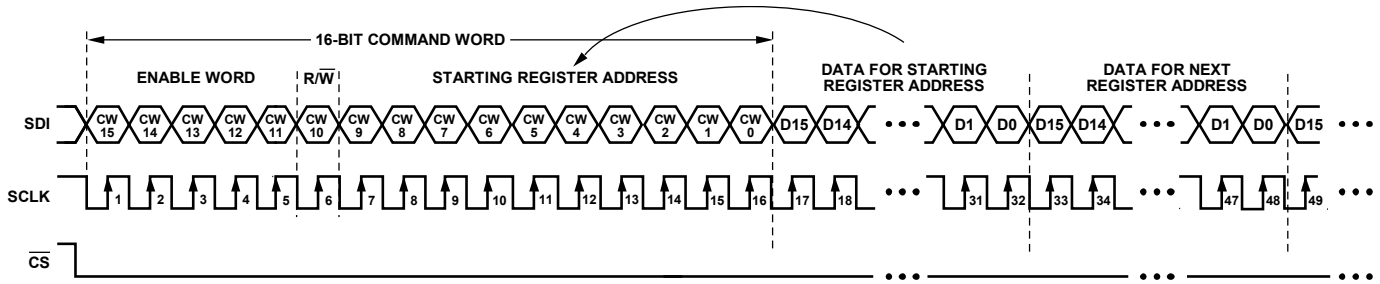 16-BIT COMMAND WORD
ENABLE WORD R/W̅ STARTING REGISTER ADDRESS DATA FOR STARTING REGISTER ADDRESS DATA FOR NEXT REGISTER ADDRESS
SDI CW 15 CW 14 CW 13 CW 12 CW 11 CW 10 CW 9 CW 8 CW 7 CW 6 CW 5 CW 4 CW 3 CW 2 CW 1 CW 0 D15 D14 ••• D1 D0 D15 D14 ••• D1 D0 D15 •••
SCLK 1 2 3 4 5 6 7 8 9 10 11 12 13 14 15 16 17 18 ••• 31 32 33 34 ••• 47 48 49 •••
C̅S̅ ••• ••• •••